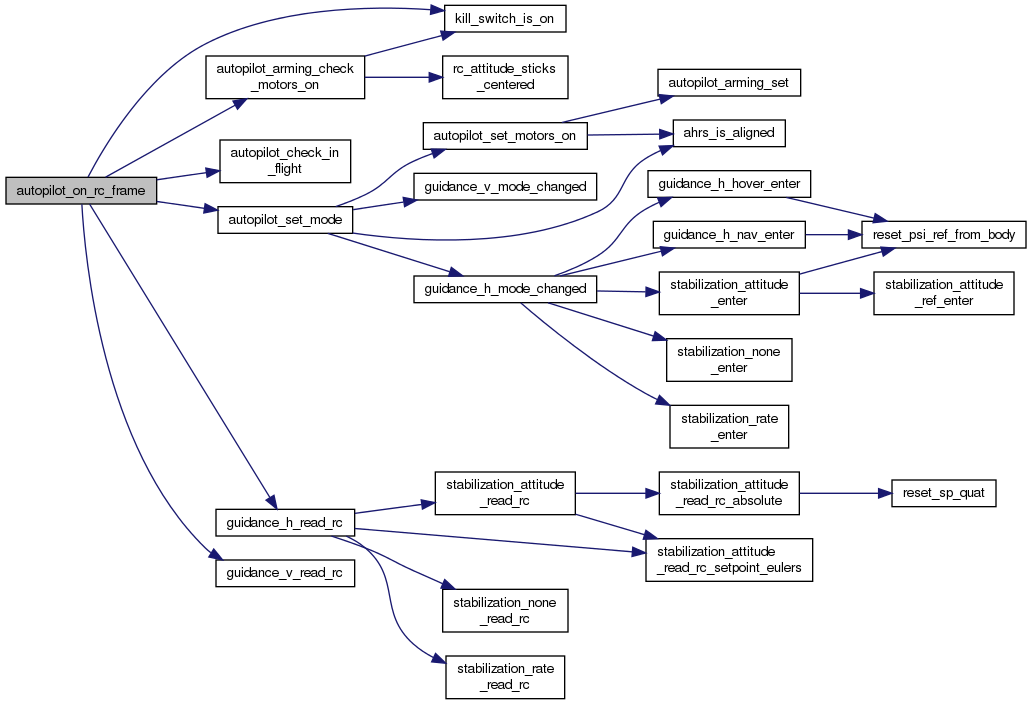 kill_switch_is_on
autopilot_arming_check
_motors_on
rc_attitude_sticks
_centered
autopilot_arming_set
autopilot_set_motors_on
ahrs_is_aligned
autopilot_check_in
_flight
guidance_v_mode_changed
guidance_h_hover_enter
autopilot_on_rc_frame
autopilot_set_mode
guidance_h_nav_enter
reset_psi_ref_from_body
guidance_h_mode_changed
stabilization_attitude
_enter
stabilization_attitude
_ref_enter
stabilization_none
_enter
stabilization_rate
_enter
stabilization_attitude
_read_rc
stabilization_attitude
_read_rc_absolute
reset_sp_quat
guidance_h_read_rc
stabilization_attitude
_read_rc_setpoint_eulers
guidance_v_read_rc
stabilization_none
_read_rc
stabilization_rate
_read_rc